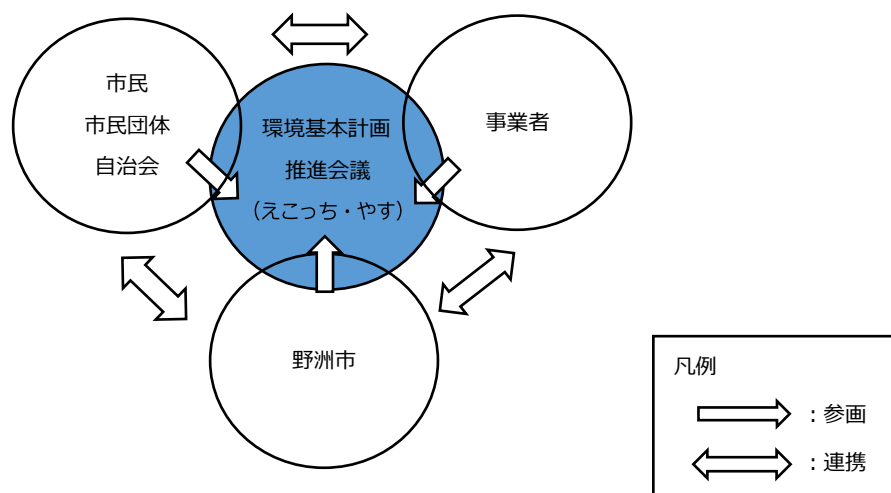 市民
市民団体
自治会
環境基本計画
推進会議
（えこっち・やす）
事業者
野洲市
凡例
：参画
：連携